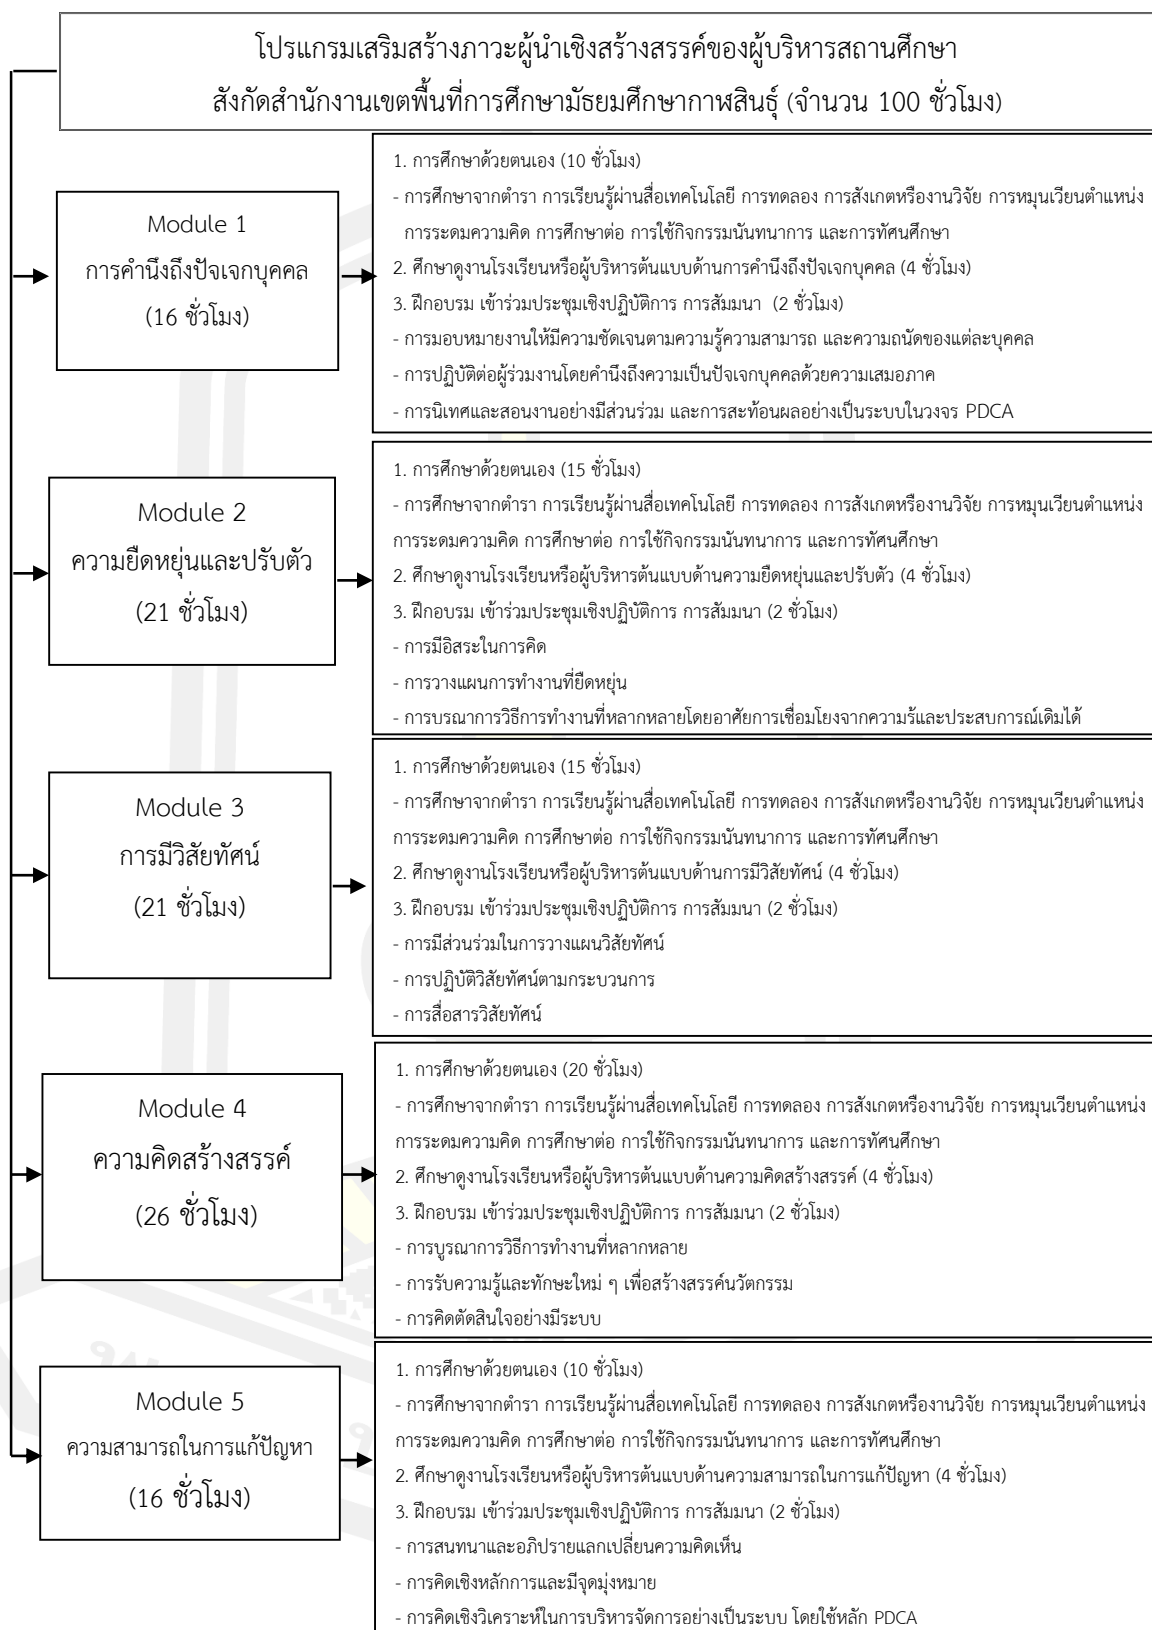 โปรแกรมเสริมสร้างภาวะผู้นำเชิงสร้างสรรค์ของผู้บริหารสถานศึกษา
สังกัดสำนักงานเขตพื้นที่การศึกษามัธยมศึกษากาฬสินธุ์ (จำนวน 100 ชั่วโมง)
Module 1
การคำนึงถึงปัจเจกบุคคล
(16 ชั่วโมง)
1. การศึกษาด้วยตนเอง (10 ชั่วโมง)
- การศึกษาจากตำรา การเรียนรู้ผ่านสื่อเทคโนโลยี การทดลอง การสังเกตหรืองานวิจัย การหมุนเวียนตำแหน่ง
การระดมความคิด การศึกษาต่อ การใช้กิจกรรมนันทนาการ และการทัศนศึกษา
2. ศึกษาดูงานโรงเรียนหรือผู้บริหารต้นแบบด้านการคำนึงถึงปัจเจกบุคคล (4 ชั่วโมง)
3. ฝึกอบรม เข้าร่วมประชุมเชิงปฏิบัติการ การสัมมนา (2 ชั่วโมง)
- การมอบหมายงานให้มีความชัดเจนตามความรู้ความสามารถ และความถนัดของแต่ละบุคคล
- การปฏิบัติต่อผู้ร่วมงานโดยคำนึงถึงความเป็นปัจเจกบุคคลด้วยความเสมอภาค
- การนิเทศและสอนงานอย่างมีส่วนร่วม และการสะท้อนผลอย่างเป็นระบบในวงจร PDCA
Module 2
ความยืดหยุ่นและปรับตัว
(21 ชั่วโมง)
1. การศึกษาด้วยตนเอง (15 ชั่วโมง)
- การศึกษาจากตำรา การเรียนรู้ผ่านสื่อเทคโนโลยี การทดลอง การสังเกตหรืองานวิจัย การหมุนเวียนตำแหน่ง
การระดมความคิด การศึกษาต่อ การใช้กิจกรรมนันทนาการ และการทัศนศึกษา
2. ศึกษาดูงานโรงเรียนหรือผู้บริหารต้นแบบด้านความยืดหยุ่นและปรับตัว (4 ชั่วโมง)
3. ฝึกอบรม เข้าร่วมประชุมเชิงปฏิบัติการ การสัมมนา (2 ชั่วโมง)
- การมีอิสระในการคิด
- การวางแผนการทำงานที่ยืดหยุ่น
- การบรณาการวิธีการทำงานที่หลากหลายโดยอาศัยการเชื่อมโยงจากความรู้และประสบการณ์เดิมได้
Module 3
การมีวิสัยทัศน์
(21 ชั่วโมง)
1. การศึกษาด้วยตนเอง (15 ชั่วโมง)
- การศึกษาจากตำรา การเรียนรู้ผ่านสื่อเทคโนโลยี การทดลอง การสังเกตหรืองานวิจัย การหมุนเวียนตำแหน่ง
การระดมความคิด การศึกษาต่อ การใช้กิจกรรมนันทนาการ และการทัศนศึกษา
2. ศึกษาดูงานโรงเรียนหรือผู้บริหารต้นแบบด้านการมีวิสัยทัศน์ (4 ชั่วโมง)
3. ฝึกอบรม เข้าร่วมประชุมเชิงปฏิบัติการ การสัมมนา (2 ชั่วโมง)
- การมีส่วนร่วมในการวางแผนวิสัยทัศน์
- การปฏิบัติวิสัยทัศน์ตามกระบวนการ
- การสื่อสารวิสัยทัศน์
Module 4
ความคิดสร้างสรรค์
(26 ชั่วโมง)
1. การศึกษาด้วยตนเอง (20 ชั่วโมง)
- การศึกษาจากตำรา การเรียนรู้ผ่านสื่อเทคโนโลยี การทดลอง การสังเกตหรืองานวิจัย การหมุนเวียนตำแหน่ง
การระดมความคิด การศึกษาต่อ การใช้กิจกรรมนันทนาการ และการทัศนศึกษา
2. ศึกษาดูงานโรงเรียนหรือผู้บริหารต้นแบบด้านความคิดสร้างสรรค์ (4 ชั่วโมง)
3. ฝึกอบรม เข้าร่วมประชุมเชิงปฏิบัติการ การสัมมนา (2 ชั่วโมง)
- การบูรณาการวิธีการทำงานที่หลากหลาย
- การรับความรู้และทักษะใหม่ ๆ เพื่อสร้างสรรค์นวัตกรรม
- การคิดตัดสินใจอย่างมีระบบ
Module 5
ความสามารถในการแก้ปัญหา
(16 ชั่วโมง)
1. การศึกษาด้วยตนเอง (10 ชั่วโมง)
- การศึกษาจากตำรา การเรียนรู้ผ่านสื่อเทคโนโลยี การทดลอง การสังเกตหรืองานวิจัย การหมุนเวียนตำแหน่ง
การระดมความคิด การศึกษาต่อ การใช้กิจกรรมนันทนาการ และการทัศนศึกษา
2. ศึกษาดูงานโรงเรียนหรือผู้บริหารต้นแบบด้านความสามารถในการแก้ปัญหา (4 ชั่วโมง)
3. ฝึกอบรม เข้าร่วมประชุมเชิงปฏิบัติการ การสัมมนา (2 ชั่วโมง)
- การสนทนาและอภิปรายแลกเปลี่ยนความคิดเห็น
- การคิดเชิงหลักการและมีจุดมุ่งหมาย
- การคิดเชิงวิเคราะห์ในการบริหารจัดการอย่างเป็นระบบ โดยใช้หลัก PDCA